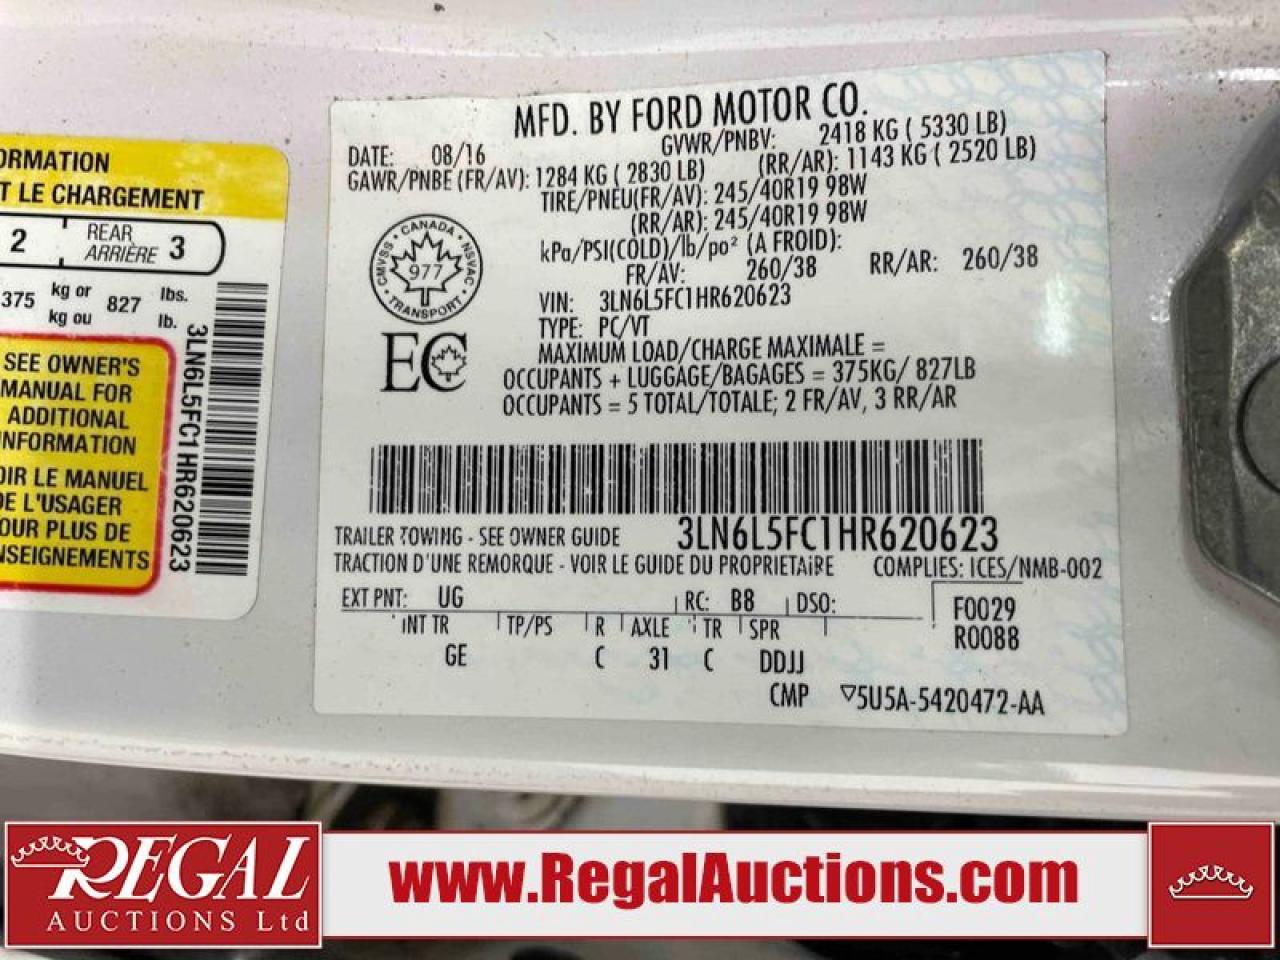 MFD. BY FORD MOTOR CO.
DATE: 08/16 GVWR/PNBV: 2418 KG ( 5330 LB)
GAWR/PNBE (FR/AV): 1284 KG ( 2830 LB) (RR/AR): 1143 KG ( 2520 LB)
TIRE/PNEU(FR/AV): 245/40R19 98W
(RR/AR): 245/40R19 98W
kPa/PSI(COLD)/lb/po² (A FROID):
FR/AV: 260/38 RR/AR: 260/38
VIN: 3LN6L5FC1HR620623
TYPE: PC/VT
MAXIMUM LOAD/CHARGE MAXIMALE =
OCCUPANTS + LUGGAGE/BAGAGES = 375KG/ 827LB
OCCUPANTS = 5 TOTAL/TOTALE; 2 FR/AV, 3 RR/AR
CANADA
CMVSS NSVAC
977
TRANSPORT
EC
3LN6L5FC1HR620623
TRAILER TOWING - SEE OWNER GUIDE
TRACTION D'UNE REMORQUE - VOIR LE GUIDE DU PROPRIETAIRE COMPLIES: ICES/NMB-002
EXT PNT: UG RC: B8 DSO: F0029
INT TR TP/PS R AXLE TR SPR R0088
GE C 31 C DDJJ
CMP 5U5A-5420472-AA
ORMATION
T LE CHARGEMENT
2 REAR ARRIÈRE 3
375 kg or 827 lbs.
kg ou lb.
SEE OWNER'S
MANUAL FOR
ADDITIONAL
INFORMATION
OIR LE MANUEL
DE L'USAGER
OUR PLUS DE
NSEIGNEMENTS
3LN6L5FC1HR620623
REGAL
AUCTIONS Ltd
www.RegalAuctions.com